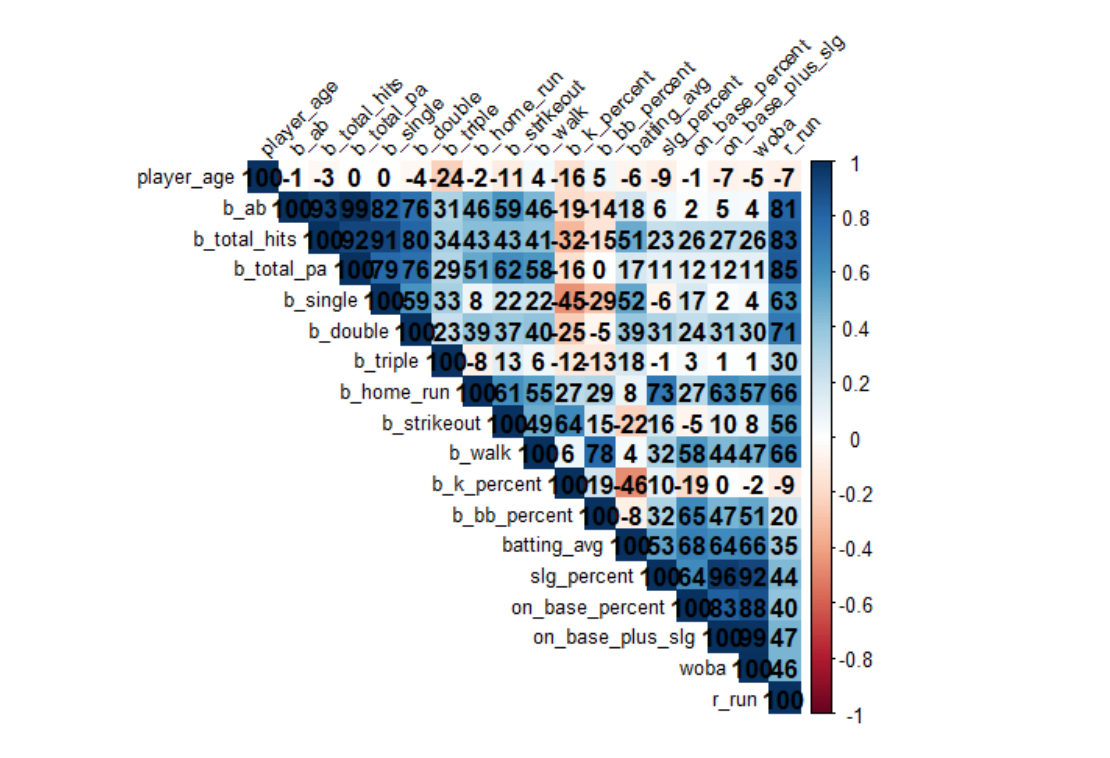 player_age
b_ab
b_total_hits
b_total_pa
b_single
b_double
b_triple
b_home_run
b_strikeout
b_walk
b_k_percent
b_bb_percent
batting_avg
slg_percent
on_base_percent
on_base_plus_slg
woba
r_run
player_age 100 -1 -3 0 0 -4 -24 -2 -11 4 -16 5 -6 -9 -1 -7 -5 -7
b_ab 100 93 99 82 76 31 46 59 46 -19 -14 18 6 2 5 4 81
b_total_hits 100 92 91 80 34 43 43 41 -32 -15 51 23 26 27 26 83
b_total_pa 100 79 76 29 51 62 58 -16 0 17 11 12 12 11 85
b_single 100 59 33 8 22 22 -45 -29 52 -6 17 2 4 63
b_double 100 23 39 37 40 -25 -5 39 31 24 31 30 71
b_triple 100 -8 13 6 -12 -13 18 -1 3 1 1 30
b_home_run 100 61 55 27 29 8 73 27 63 57 66
b_strikeout 100 49 64 15 -22 16 -5 10 8 56
b_walk 100 6 78 4 32 58 44 47 66
b_k_percent 100 19 -46 10 -19 0 -2 -9
b_bb_percent 100 -8 32 65 47 51 20
batting_avg 100 53 68 64 66 35
slg_percent 100 64 96 92 44
on_base_percent 100 83 88 40
on_base_plus_slg 100 99 47
woba 100 46
r_run 100
1
0.8
0.6
0.4
0.2
0
-0.2
-0.4
-0.6
-0.8
-1